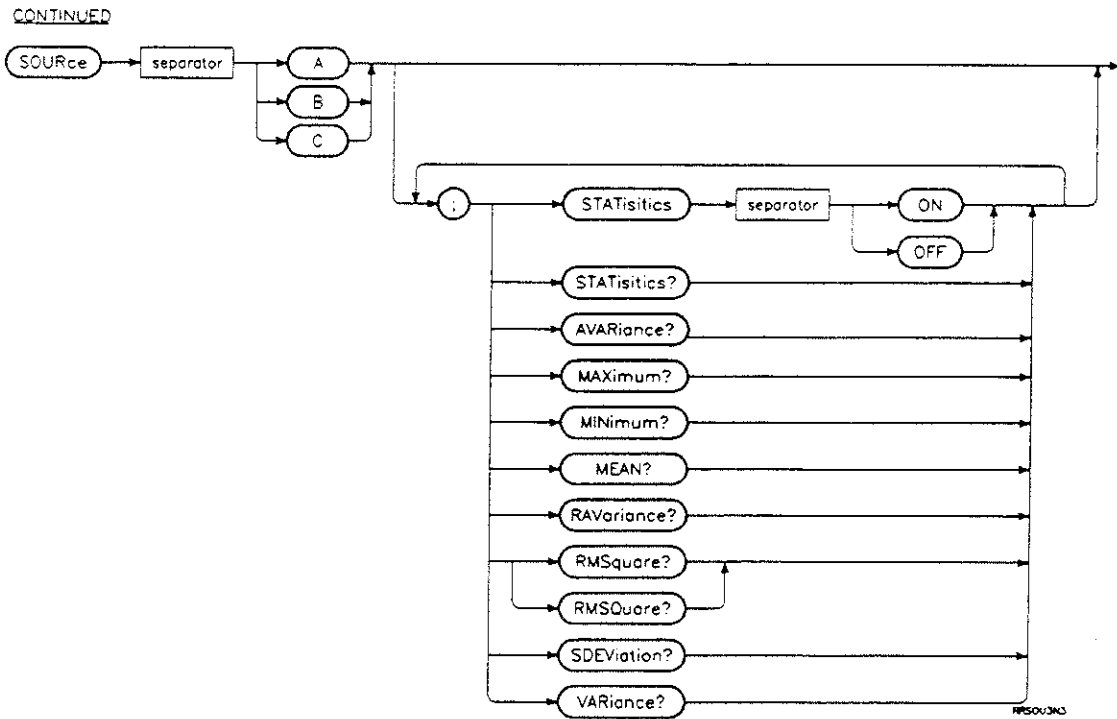 CONTINUED
SOURce separator A
B
C
; STATisitics separator ON
OFF
STATisitics?
AVARiance?
MAXimum?
MINimum?
MEAN?
RAVariance?
RMSquare?
RMSQuare?
SDEViation?
VARiance?